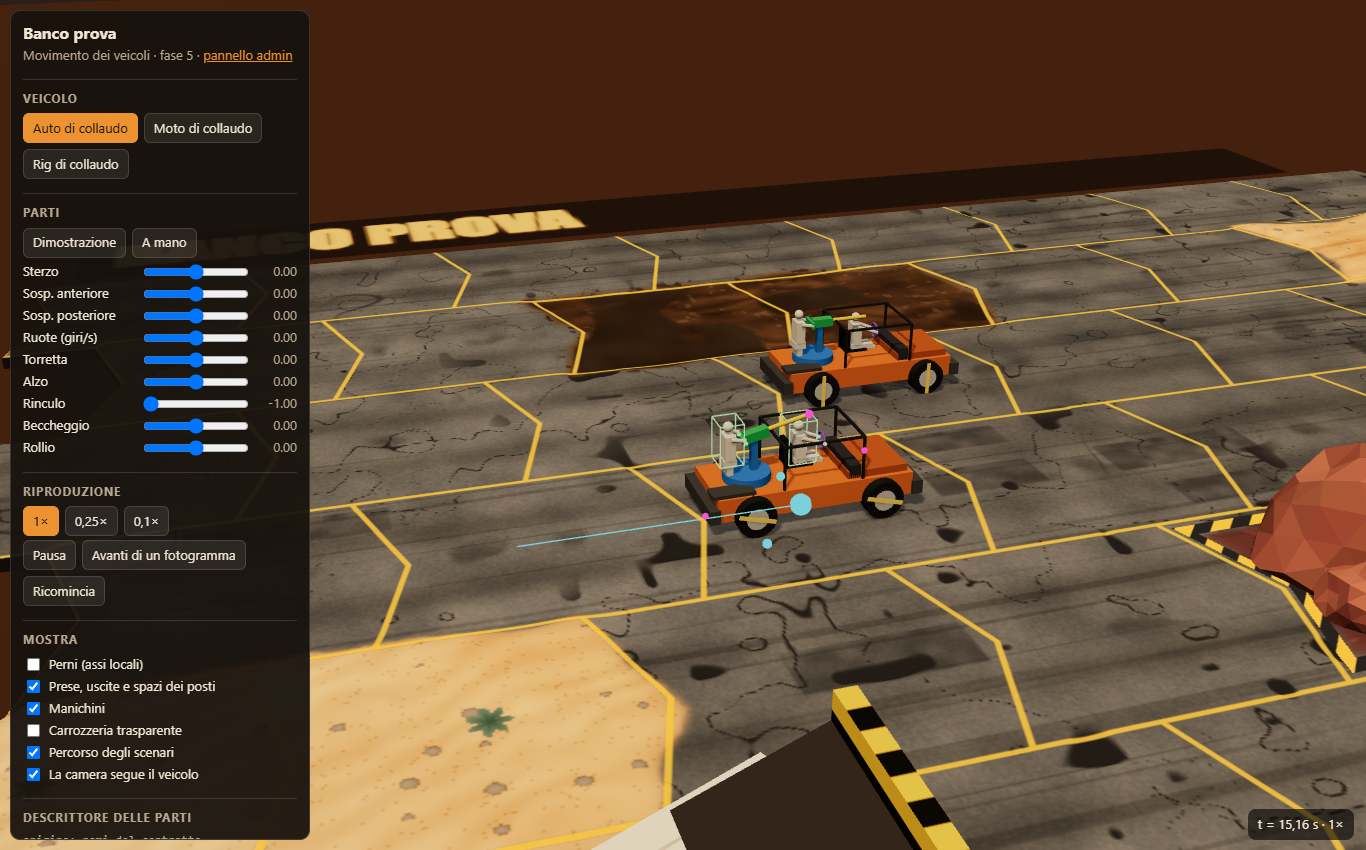 Banco prova
Movimento dei veicoli · fase 5 · pannello admin
VEICOLO
Auto di collaudo
Moto di collaudo
Rig di collaudo
PARTI
Dimostrazione
A mano
Sterzo 0.00
Sosp. anteriore 0.00
Sosp. posteriore 0.00
Ruote (giri/s) 0.00
Torretta 0.00
Alzo 0.00
Rinculo -1.00
Beccheggio 0.00
Rollio 0.00
RIPRODUZIONE
1×
0,25×
0,1×
Pausa
Avanti di un fotogramma
Ricomincia
MOSTRA
Perni (assi locali)
Prese, uscite e spazi dei posti
Manichini
Carrozzeria trasparente
Percorso degli scenari
La camera segue il veicolo
DESCRITTORE DELLE PARTI
BANCO PROVA
t = 15,16 s · 1×